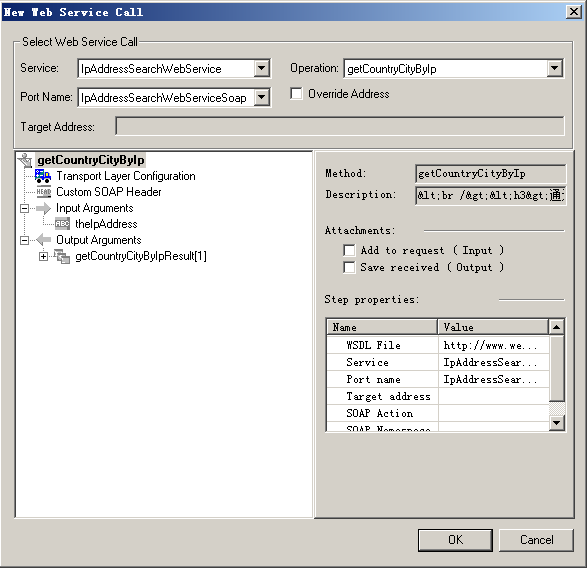 New Web Service Call
Select Web Service Call
Service: IpAddressSearchWebService Operation: getCountryCityByIp
Port Name: IpAddressSearchWebServiceSoap Override Address
Target Address:
getCountryCityByIp
Transport Layer Configuration
HEAD Custom SOAP Header
Input Arguments
ABC theIpAddress
Output Arguments
getCountryCityByIpResult[1]
Method: getCountryCityByIp
Description: &lt;br /&gt;&lt;h3&gt;通
Attachments:
Add to request ( Input )
Save received ( Output )
Step properties:
Name Value
WSDL File http://www.we...
Service IpAddressSear...
Port name IpAddressSear...
Target address
SOAP Action
SOAP Namespace
OK Cancel